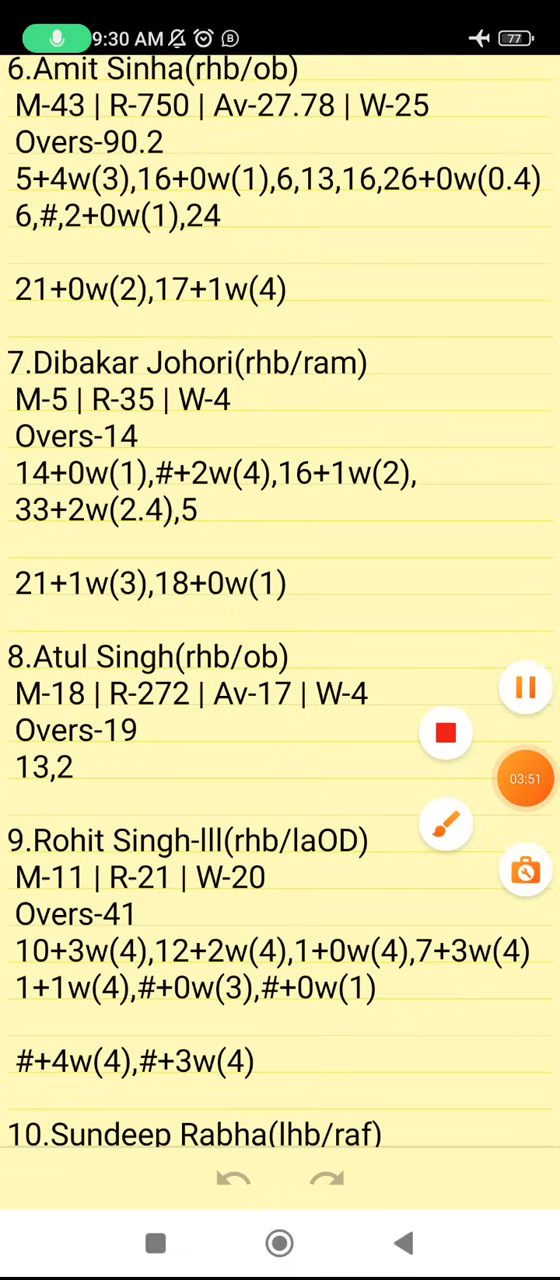 9:30 AM B 77
6.Amit Sinha(rhb/ob)
M-43 | R-750 | Av-27.78 | W-25
Overs-90.2
5+4w(3),16+0w(1),6,13,16,26+0w(0.4)
6,#,2+0w(1),24
21+0w(2),17+1w(4)
7.Dibakar Johori(rhb/ram)
M-5 | R-35 | W-4
Overs-14
14+0w(1),#+2w(4),16+1w(2),
33+2w(2.4),5
21+1w(3),18+0w(1)
8.Atul Singh(rhb/ob)
M-18 | R-272 | Av-17 | W-4
Overs-19
13,2
03:51
9.Rohit Singh-lll(rhb/laOD)
M-11 | R-21 | W-20
Overs-41
10+3w(4),12+2w(4),1+0w(4),7+3w(4)
1+1w(4),#+0w(3),#+0w(1)
#+4w(4),#+3w(4)
10.Sundeep Rabha(lhb/raf)